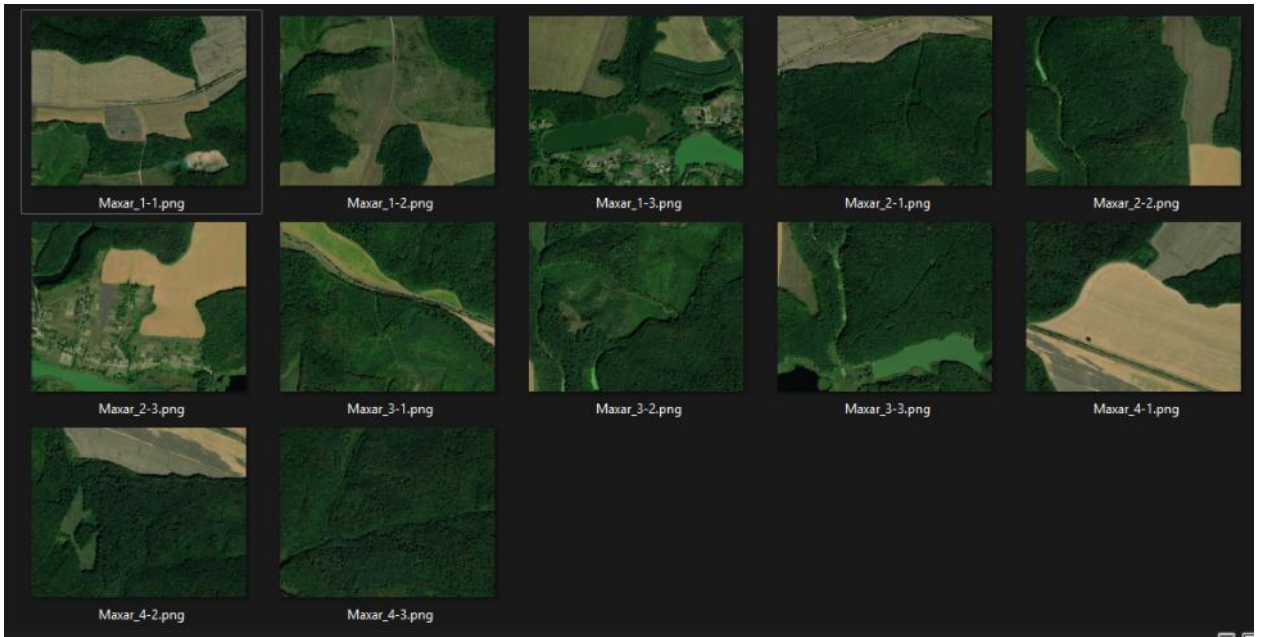 Maxar_1-1.png
Maxar_1-2.png
Maxar_1-3.png
Maxar_2-1.png
Maxar_2-2.png
Maxar_2-3.png
Maxar_3-1.png
Maxar_3-2.png
Maxar_3-3.png
Maxar_4-1.png
Maxar_4-2.png
Maxar_4-3.png